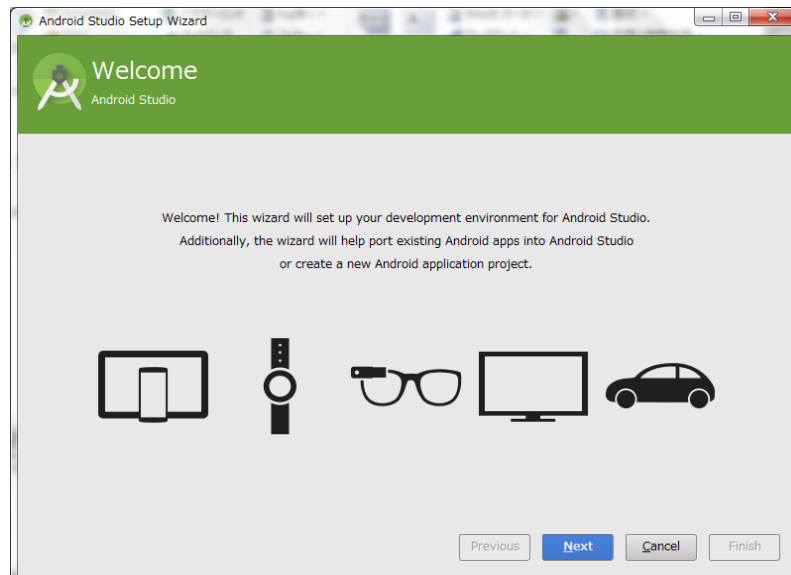 Android Studio Setup Wizard
Welcome
Android Studio
Welcome! This wizard will set up your development environment for Android Studio.
Additionally, the wizard will help port existing Android apps into Android Studio
or create a new Android application project.
Previous
Next
Cancel
Finish